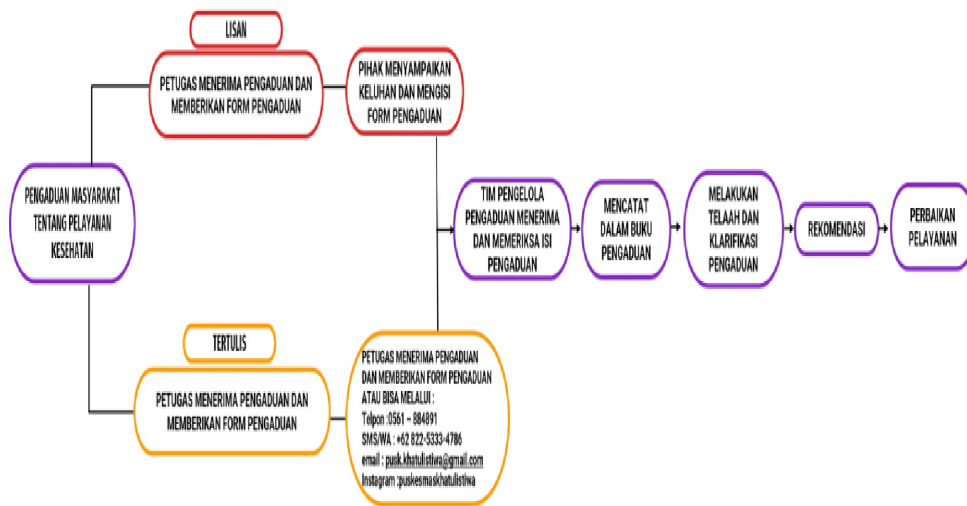 LISAN
PETUGAS MENERIMA PENGADUAN DAN
MEMBERIKAN FORM PENGADUAN
PIHAK MENYAMPAIKAN
KELUHAN DAN MENGISI
FORM PENGADUAN
PENGADUAN MASYARAKAT
TENTANG PELAYANAN
KESEHATAN
TIM PENGELOLA
PENGADUAN MENERIMA
DAN MEMERIKSA ISI
PENGADUAN
MENCATAT
DALAM BUKU
PENGADUAN
MELAKUKAN
TELAAH DAN
KLARIFIKASI
PENGADUAN
REKOMENDASI
PERBAIKAN
PELAYANAN
TERTULIS
PETUGAS MENERIMA PENGADUAN DAN
MEMBERIKAN FORM PENGADUAN
PETUGAS MENERIMA PENGADUAN
DAN MEMBERIKAN FORM PENGADUAN
ATAU BISA MELALUI :
Telpon :0561 – 884891
SMS/WA : +62 822-5333-4786
email : pusk.khatulistiwa@gmail.com
Instagram :puskesmaskhatulistiwa